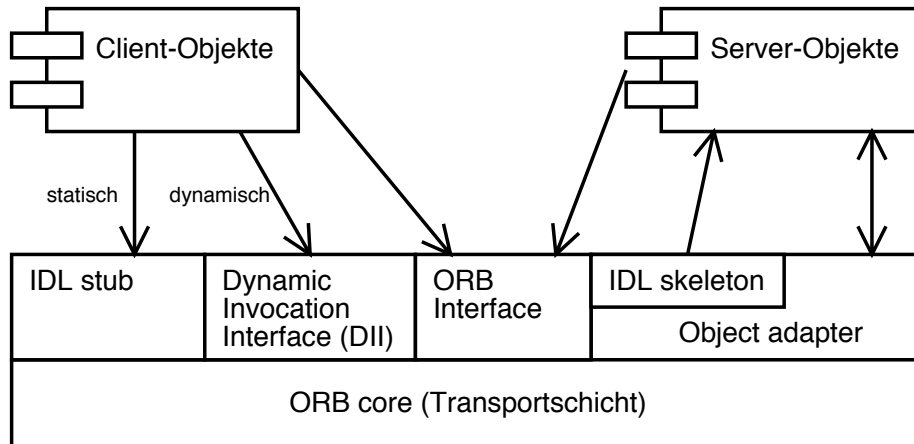 Client-Objekte
Server-Objekte
statisch
dynamisch
IDL stub
Dynamic
Invocation
Interface (DII)
ORB
Interface
IDL skeleton
Object adapter
ORB core (Transportschicht)